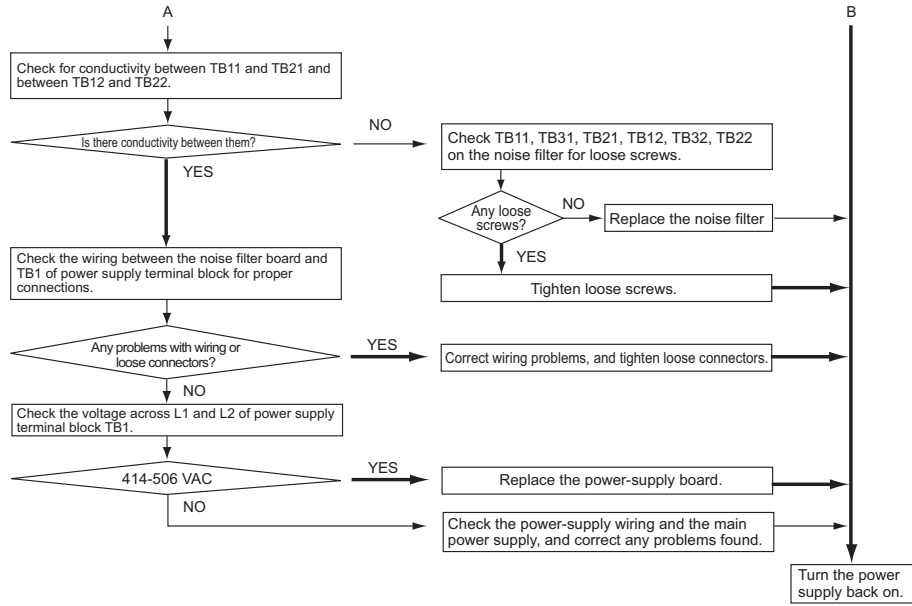 A
B
Check for conductivity between TB11 and TB21 and
between TB12 and TB22.
Is there conductivity between them?
NO
YES
Check TB11, TB31, TB21, TB12, TB32, TB22
on the noise filter for loose screws.
Any loose
screws?
NO
YES
Replace the noise filter
Tighten loose screws.
Check the wiring between the noise filter board and
TB1 of power supply terminal block for proper
connections.
Any problems with wiring or
loose connectors?
YES
NO
Correct wiring problems, and tighten loose connectors.
Check the voltage across L1 and L2 of power supply
terminal block TB1.
414-506 VAC
YES
NO
Replace the power-supply board.
Check the power-supply wiring and the main
power supply, and correct any problems found.
Turn the power
supply back on.